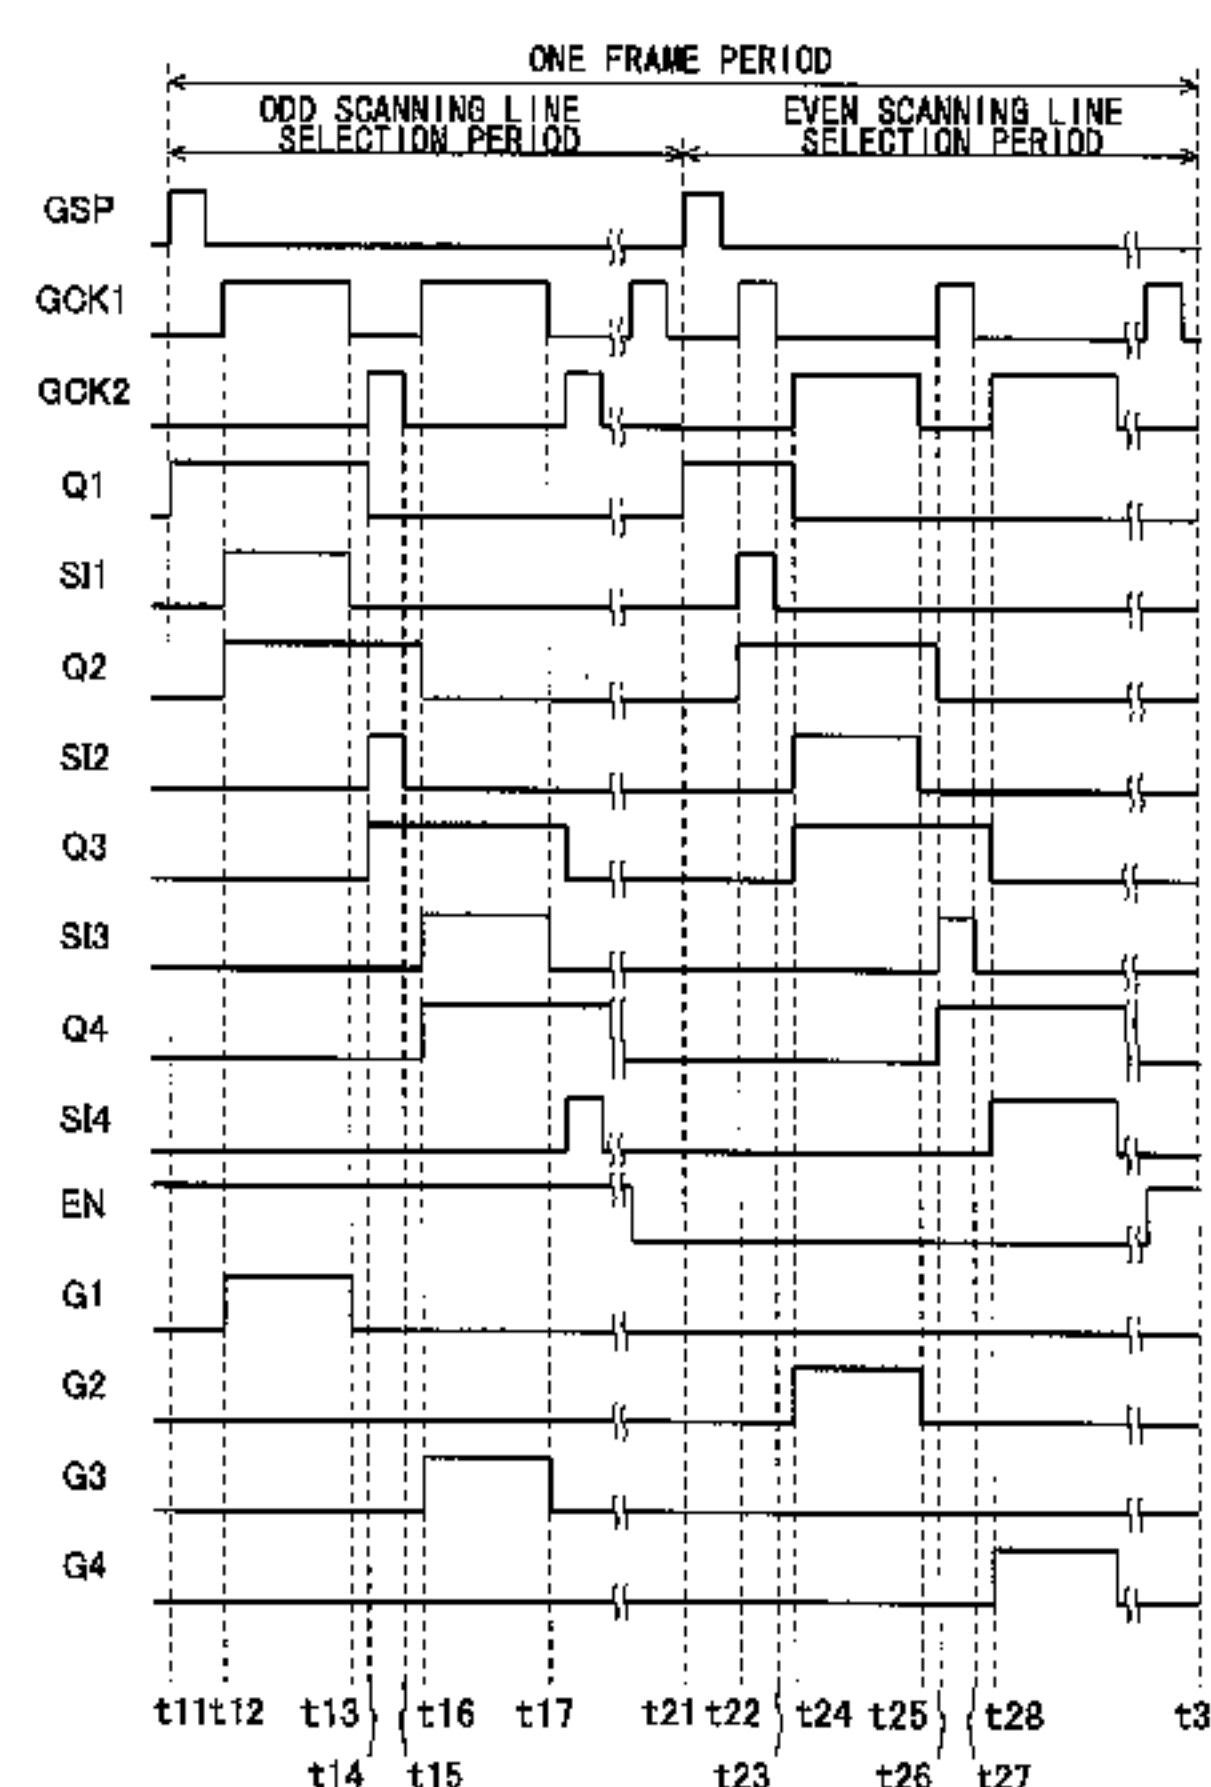 ONE FRAME PERIOD
ODD SCANNING LINE
SELECTION PERIOD
EVEN SCANNING LINE
SELECTION PERIOD
GSP
GCK1
GCK2
Q1
SI1
Q2
SI2
Q3
SI3
Q4
SI4
EN
G1
G2
G3
G4
t11 t12 t13 t16 t17 t21 t22 t24 t25 t28 t3
t14 t15 t23 t26 t27